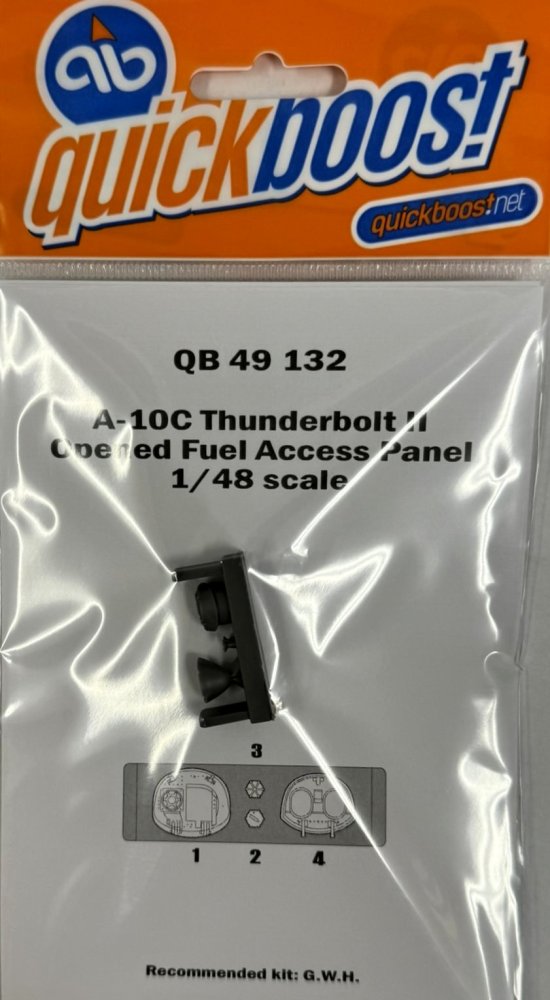 qb
quickboost
quickboost.net
QB 49 132
A-10C Thunderbolt II
Opened Fuel Access Panel
1/48 scale
3
1 2 4
Recommended kit: G.W.H.